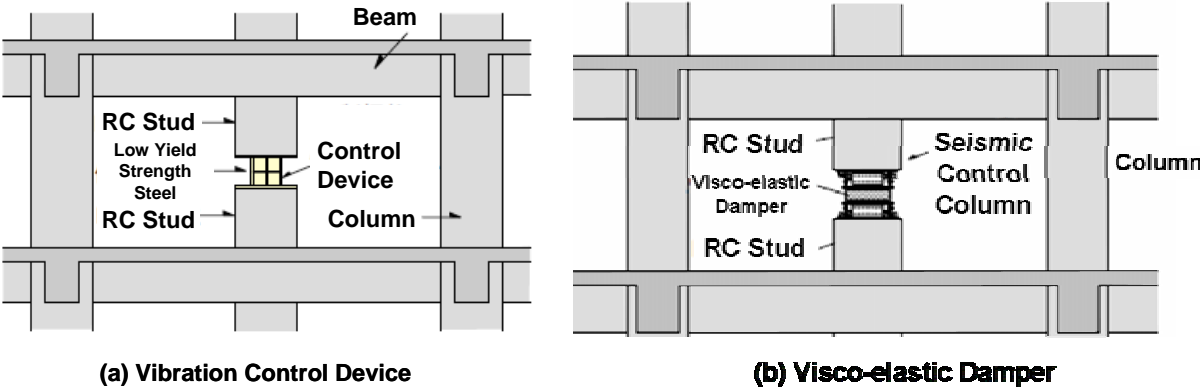 Beam
RC Stud
Low Yield
Strength
Steel
RC Stud
Control
Device
Column
(a) Vibration Control Device
RC Stud
Visco-elastic
Damper
RC Stud
Seismic
Control
Column
Column
(b) Visco-elastic Damper